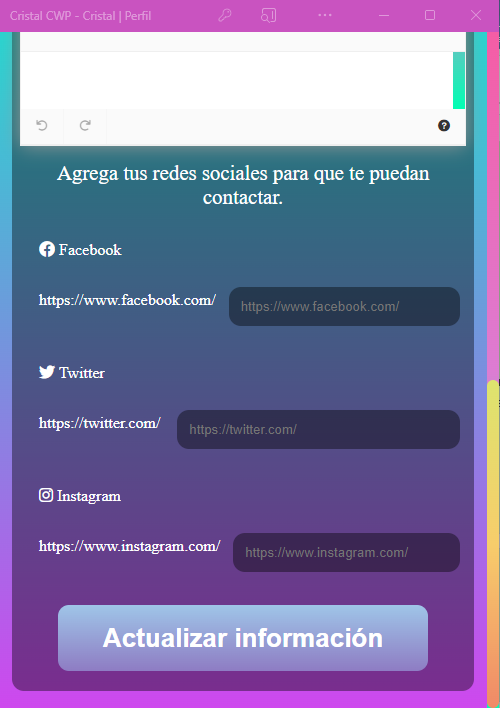 Cristal CWP - Cristal | Perfil
Agrega tus redes sociales para que te puedan
contactar.
Facebook
https://www.facebook.com/ https://www.facebook.com/
Twitter
https://twitter.com/ https://twitter.com/
Instagram
https://www.instagram.com/ https://www.instagram.com/
Actualizar información